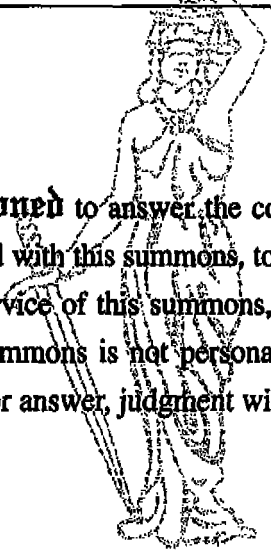 to answer the co
with this summons, to
vice of this summons,
mmons is not persona
r answer, judgment wi